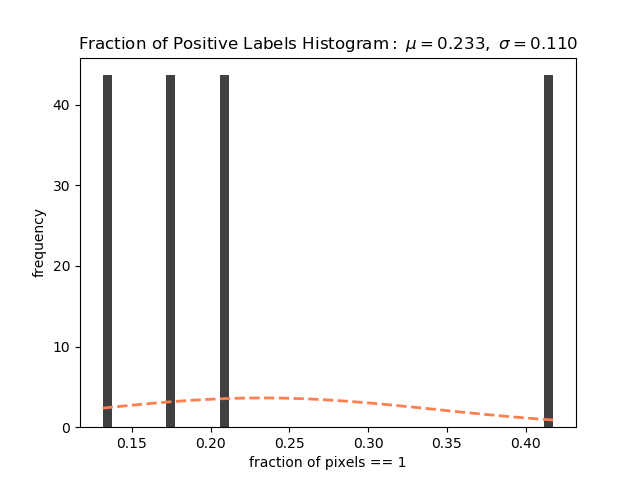 Fraction of Positive Labels Histogram : μ = 0.233, σ = 0.110
frequency
40
30
20
10
0
0.15 0.20 0.25 0.30 0.35 0.40
fraction of pixels == 1